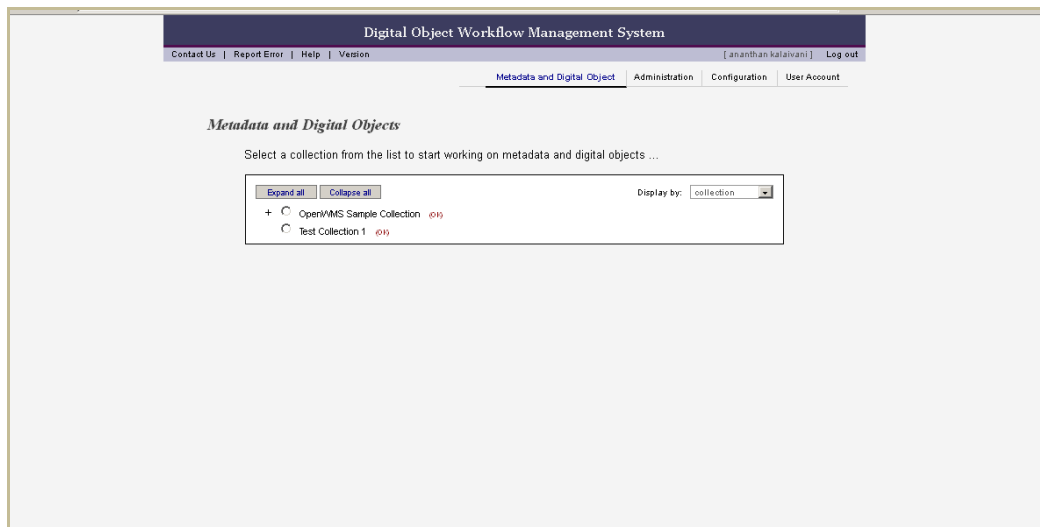 Digital Object Workflow Management System
Contact Us | Report Error | Help | Version [ ananthan kalaivani ] Log out
Metadata and Digital Object Administration Configuration User Account
Metadata and Digital Objects
Select a collection from the list to start working on metadata and digital objects ...
Expand all Collapse all Display by: collection
+ OpenWMS Sample Collection
Test Collection 1